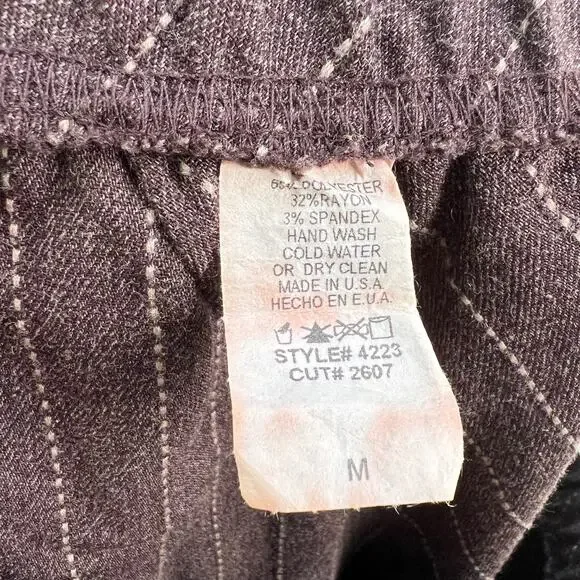 POLYESTER
32%RAYON
3% SPANDEX
HAND WASH
COLD WATER
OR DRY CLEAN
MADE IN U.S.A
HECHO EN E.U.A.
STYLE# 4223
CUT# 2607
M